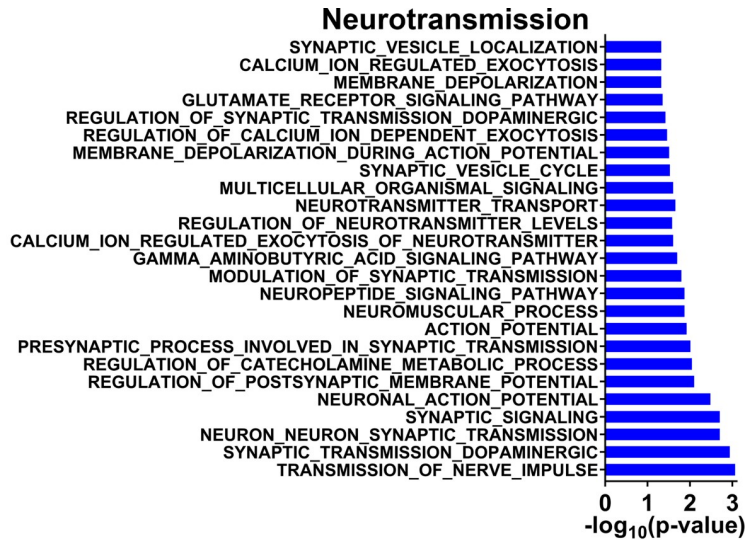 Neurotransmission
SYNAPTIC_VESICLE_LOCALIZATION
CALCIUM_ION_REGULATED_EXOCYTOSIS
MEMBRANE_DEPOLARIZATION
GLUTAMATE_RECEPTOR_SIGNALING_PATHWAY
REGULATION_OF_SYNAPTIC_TRANSMISSION_DOPAMINERGIC
REGULATION_OF_CALCIUM_ION_DEPENDENT_EXOCYTOSIS
MEMBRANE_DEPOLARIZATION_DURING_ACTION_POTENTIAL
SYNAPTIC_VESICLE_CYCLE
MULTICELLULAR_ORGANISMAL_SIGNALING
NEUROTRANSMITTER_TRANSPORT
REGULATION_OF_NEUROTRANSMITTER_LEVELS
CALCIUM_ION_REGULATED_EXOCYTOSIS_OF_NEUROTRANSMITTER
GAMMA_AMINOBUTYRIC_ACID_SIGNALING_PATHWAY
MODULATION_OF_SYNAPTIC_TRANSMISSION
NEUROPEPTIDE_SIGNALING_PATHWAY
NEUROMUSCULAR_PROCESS
ACTION_POTENTIAL
PRESYNAPTIC_PROCESS_INVOLVED_IN_SYNAPTIC_TRANSMISSION
REGULATION_OF_CATECHOLAMINE_METABOLIC_PROCESS
REGULATION_OF_POSTSYNAPTIC_MEMBRANE_POTENTIAL
NEURONAL_ACTION_POTENTIAL
SYNAPTIC_SIGNALING
NEURON_NEURON_SYNAPTIC_TRANSMISSION
SYNAPTIC_TRANSMISSION_DOPAMINERGIC
TRANSMISSION_OF_NERVE_IMPULSE
0 1 2 3
-log₁₀(p-value)